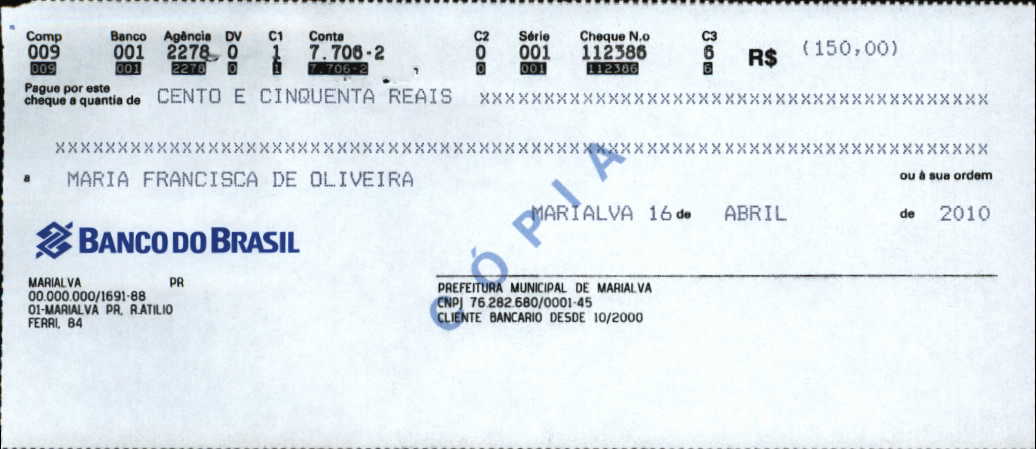 Comp Banco Agência DV C1 Conta C2 Série Cheque N.o C3
009 001 2278 0 1 7.706-2 0 001 112386 6 R$ (150,00)
009 001 2278 0 1 7.706-2 0 001 112386 6
Pague por este
cheque a quantia de CENTO E CINQUENTA REAIS XXXXXXXXXXXXXXXXXXXXXXXXXXXXXXXXXXXXXXXXXXXXXXXXX
XXXXXXXXXXXXXXXXXXXXXXXXXXXXXXXXXXXXXXXXXXXXXXXXXXXXXXXXXXXXXXXXXXXXXXXXXXXXXXXXXXXXXXXXX
a MARIA FRANCISCA DE OLIVEIRA ou à sua ordem
MARIALVA 16 de ABRIL de 2010
BANCO DO BRASIL
MARIALVA PR
00.000.000/1691-88
01-MARIALVA PR, R.ATILIO
FERRI, 84
PREFEITURA MUNICIPAL DE MARIALVA
CNPJ 76.282.680/0001-45
CLIENTE BANCARIO DESDE 10/2000
CÓPIA